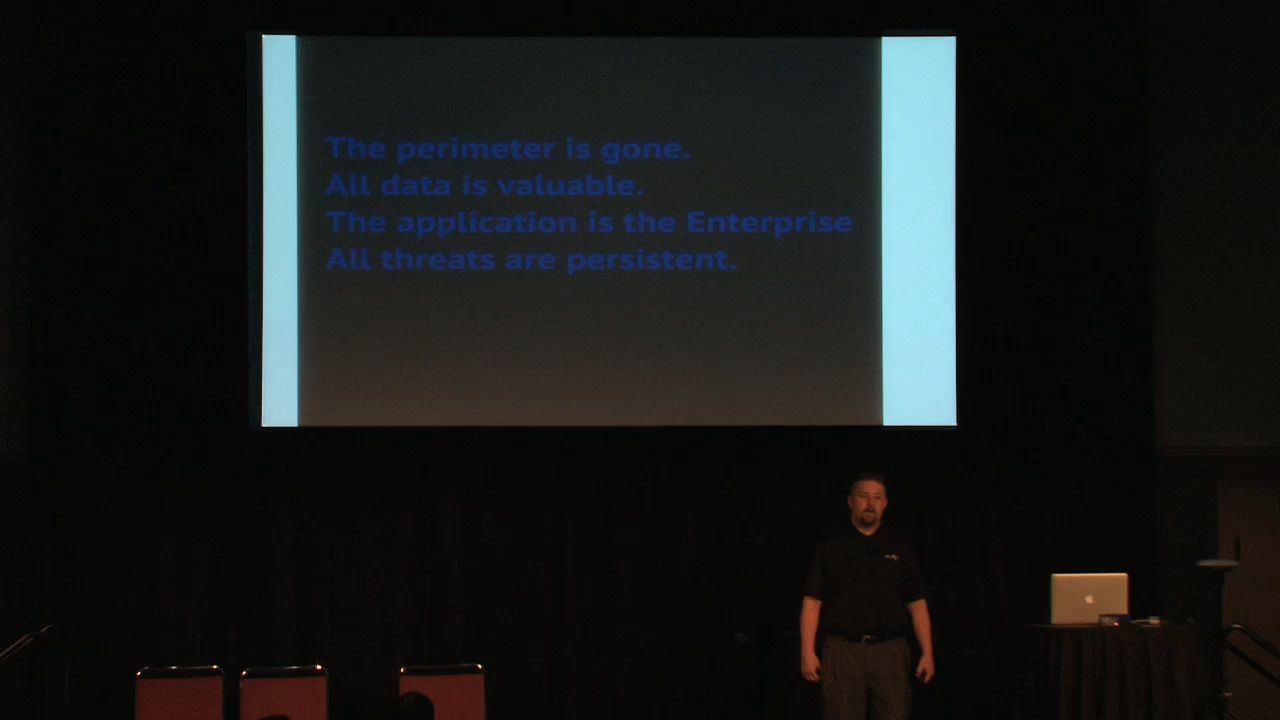 The perimeter is gone.
All data is valuable.
The application is the Enterprise
All threats are persistent.